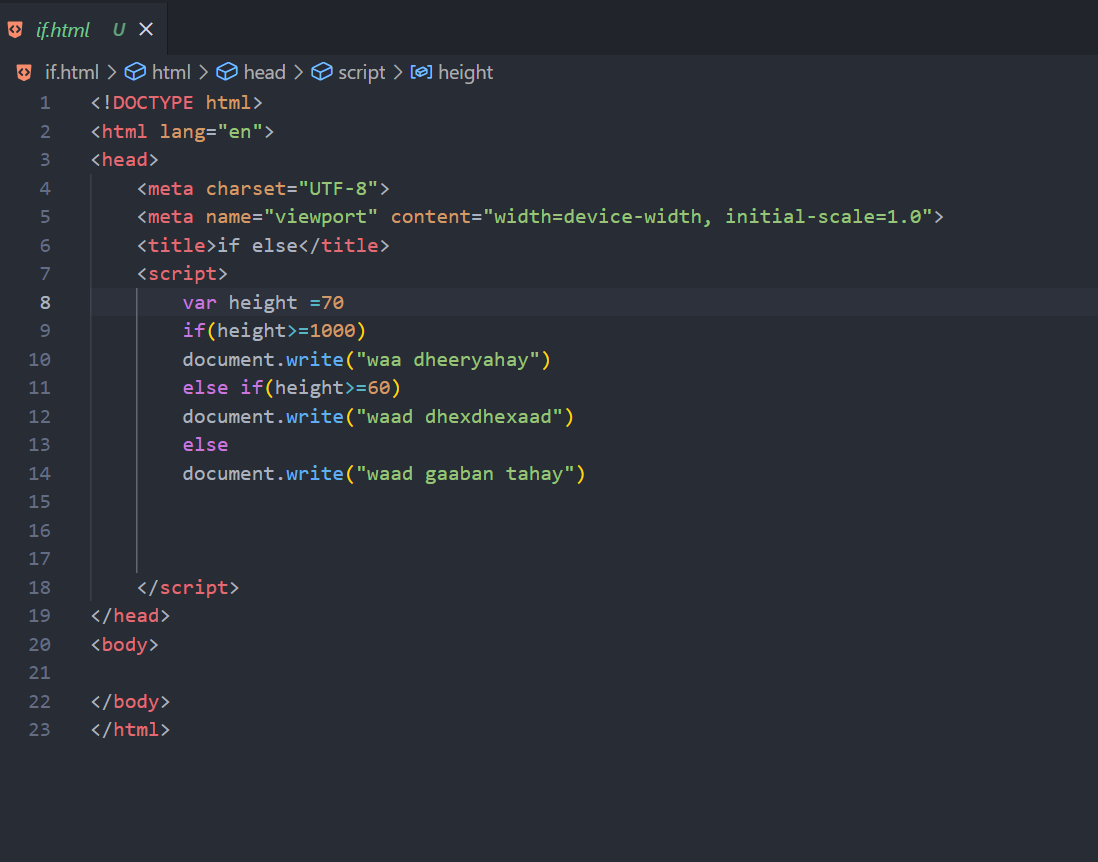 if.html U
if.html > html > head > script > height
1 <!DOCTYPE html>
2 <html lang="en">
3 <head>
4     <meta charset="UTF-8">
5     <meta name="viewport" content="width=device-width, initial-scale=1.0">
6     <title>if else</title>
7     <script>
8         var height =70
9         if(height>=1000)
10         document.write("waa dheeryahay")
11         else if(height>=60)
12         document.write("waad dhexdhexaad")
13         else
14         document.write("waad gaaban tahay")
15
16
17
18     </script>
19 </head>
20 <body>
21
22 </body>
23 </html>